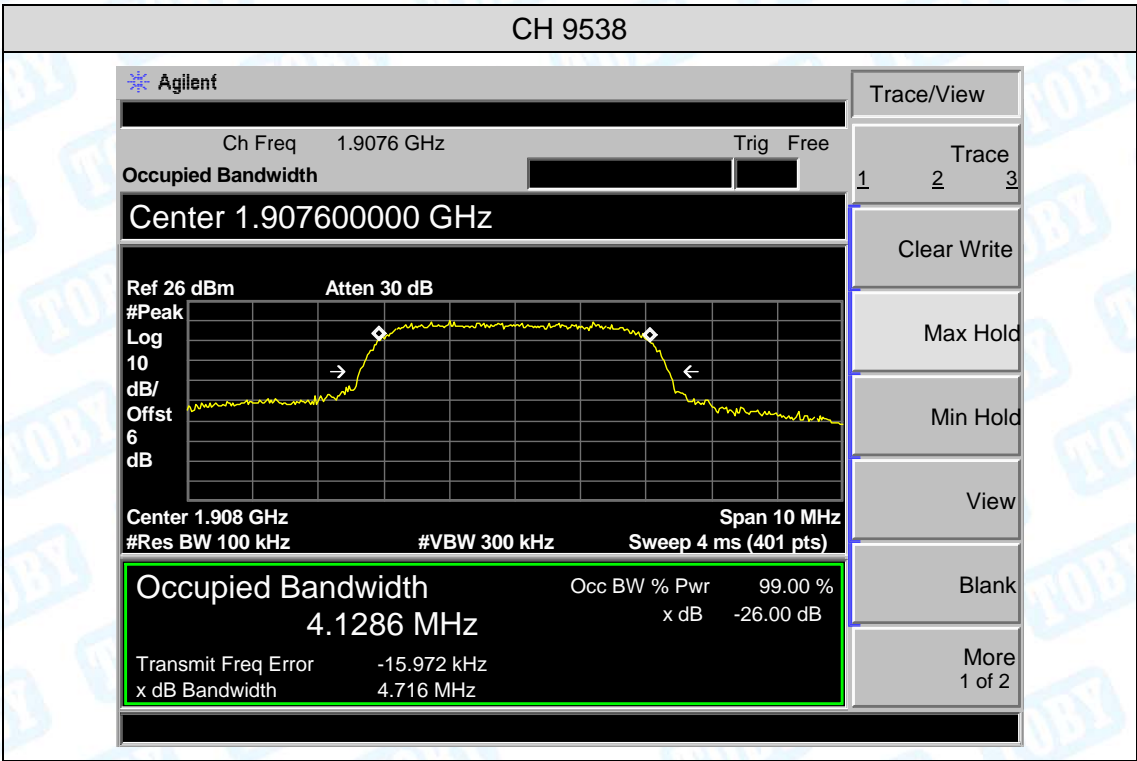 CH 9538
Agilent
Trace/View
Ch Freq 1.9076 GHz Trig Free
Occupied Bandwidth
Trace
1 2 3
Center 1.907600000 GHz
Clear Write
Ref 26 dBm Atten 30 dB
#Peak
Log
10
dB/
Offst
6
dB
Max Hold
Min Hold
View
Center 1.908 GHz Span 10 MHz
#Res BW 100 kHz #VBW 300 kHz Sweep 4 ms (401 pts)
Occupied Bandwidth Occ BW % Pwr 99.00 %
4.1286 MHz x dB -26.00 dB
Blank
Transmit Freq Error -15.972 kHz
x dB Bandwidth 4.716 MHz
More
1 of 2
TOBY